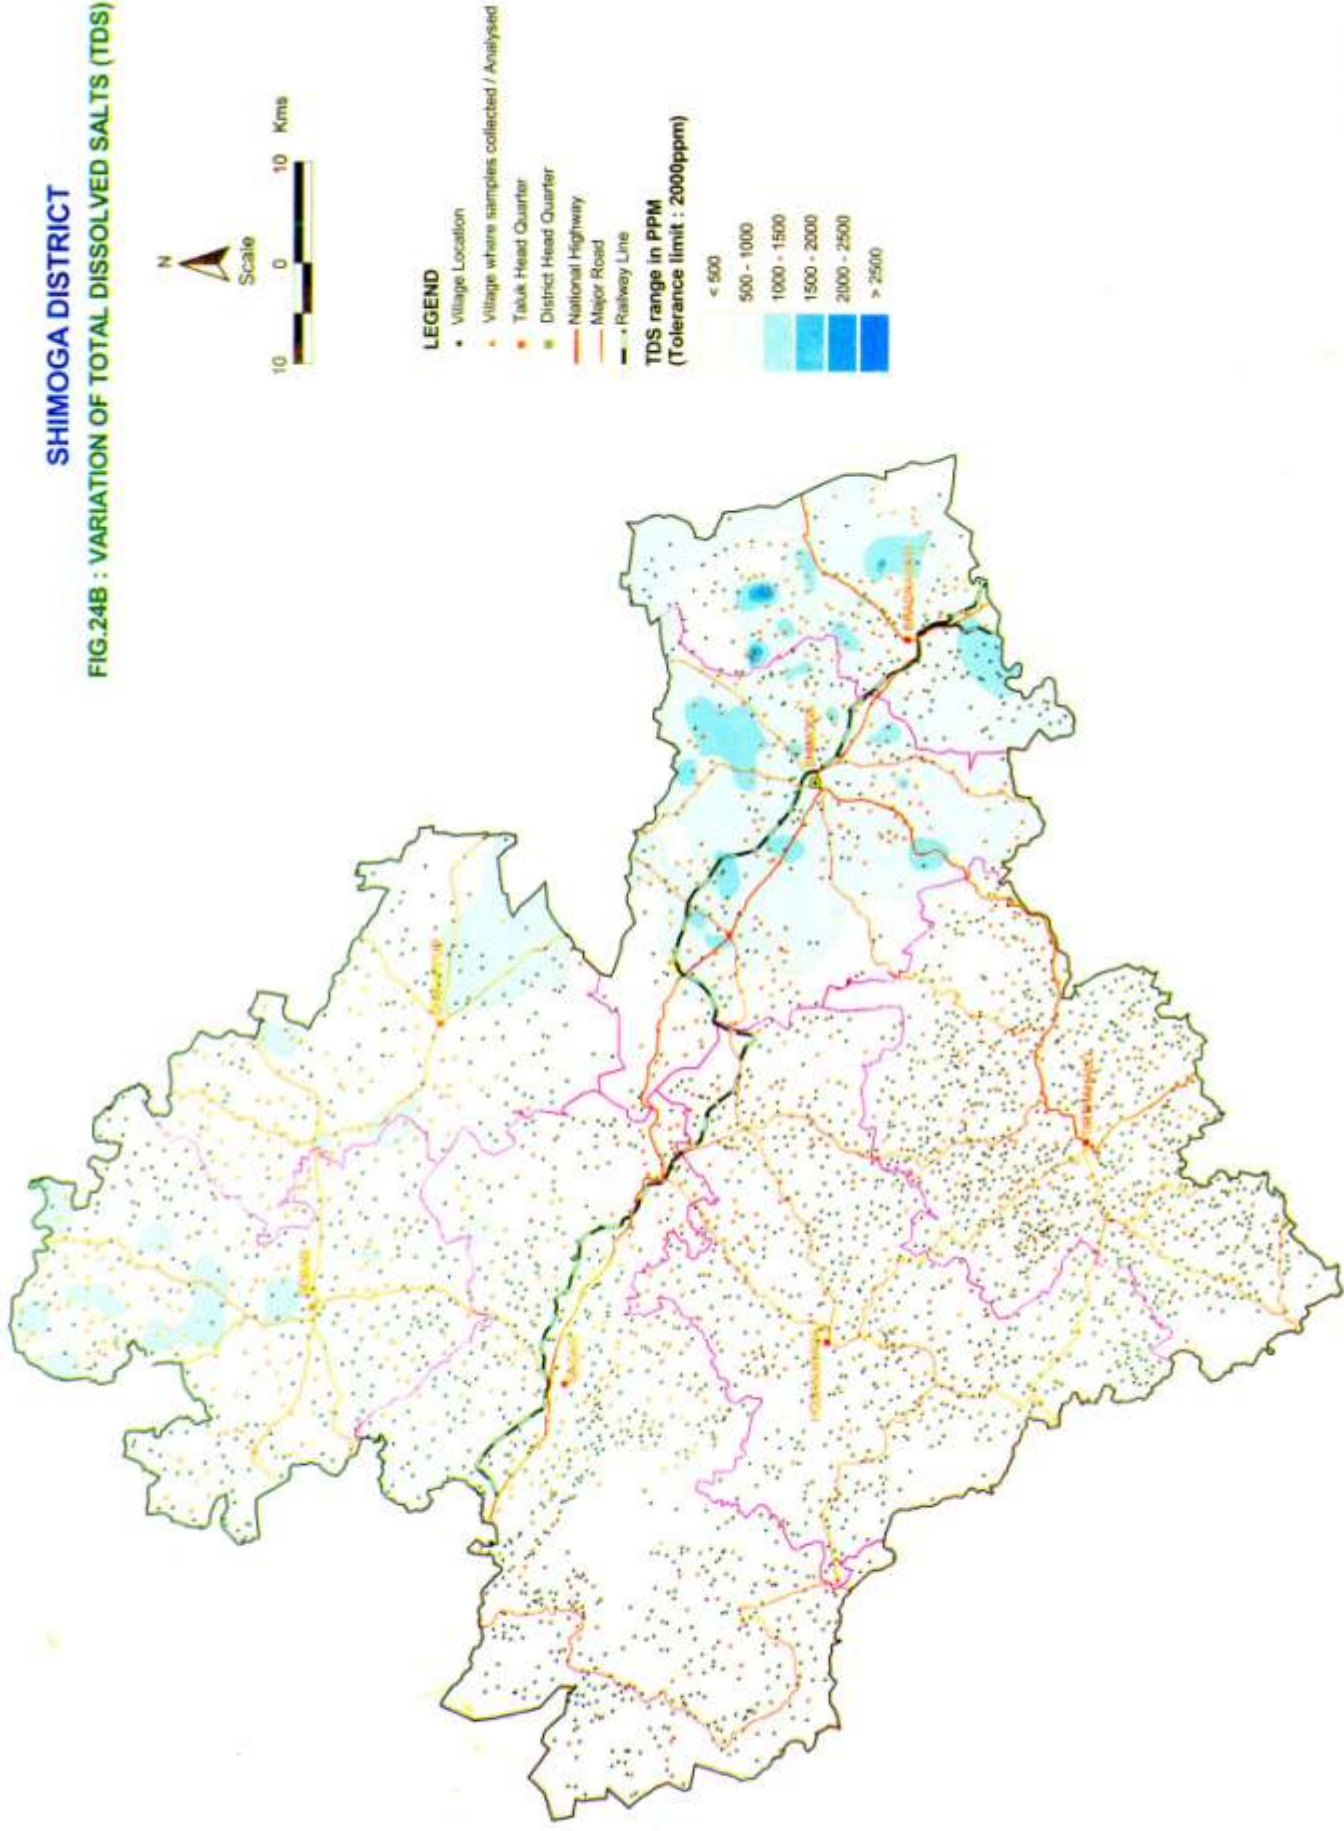 SHIMOGA DISTRICT
FIG.24B : VARIATION OF TOTAL DISSOLVED SALTS (TDS)
N
Scale
10 0 10 Kms
LEGEND
Village Location
Village where samples collected / Analysed
Taluk Head Quarter
District Head Quarter
National Highway
Major Road
Railway Line
TDS range in PPM
(Tolerance limit : 2000ppm)
< 500
500 - 1000
1000 - 1500
1500 - 2000
2000 - 2500
> 2500
SHIMOGA